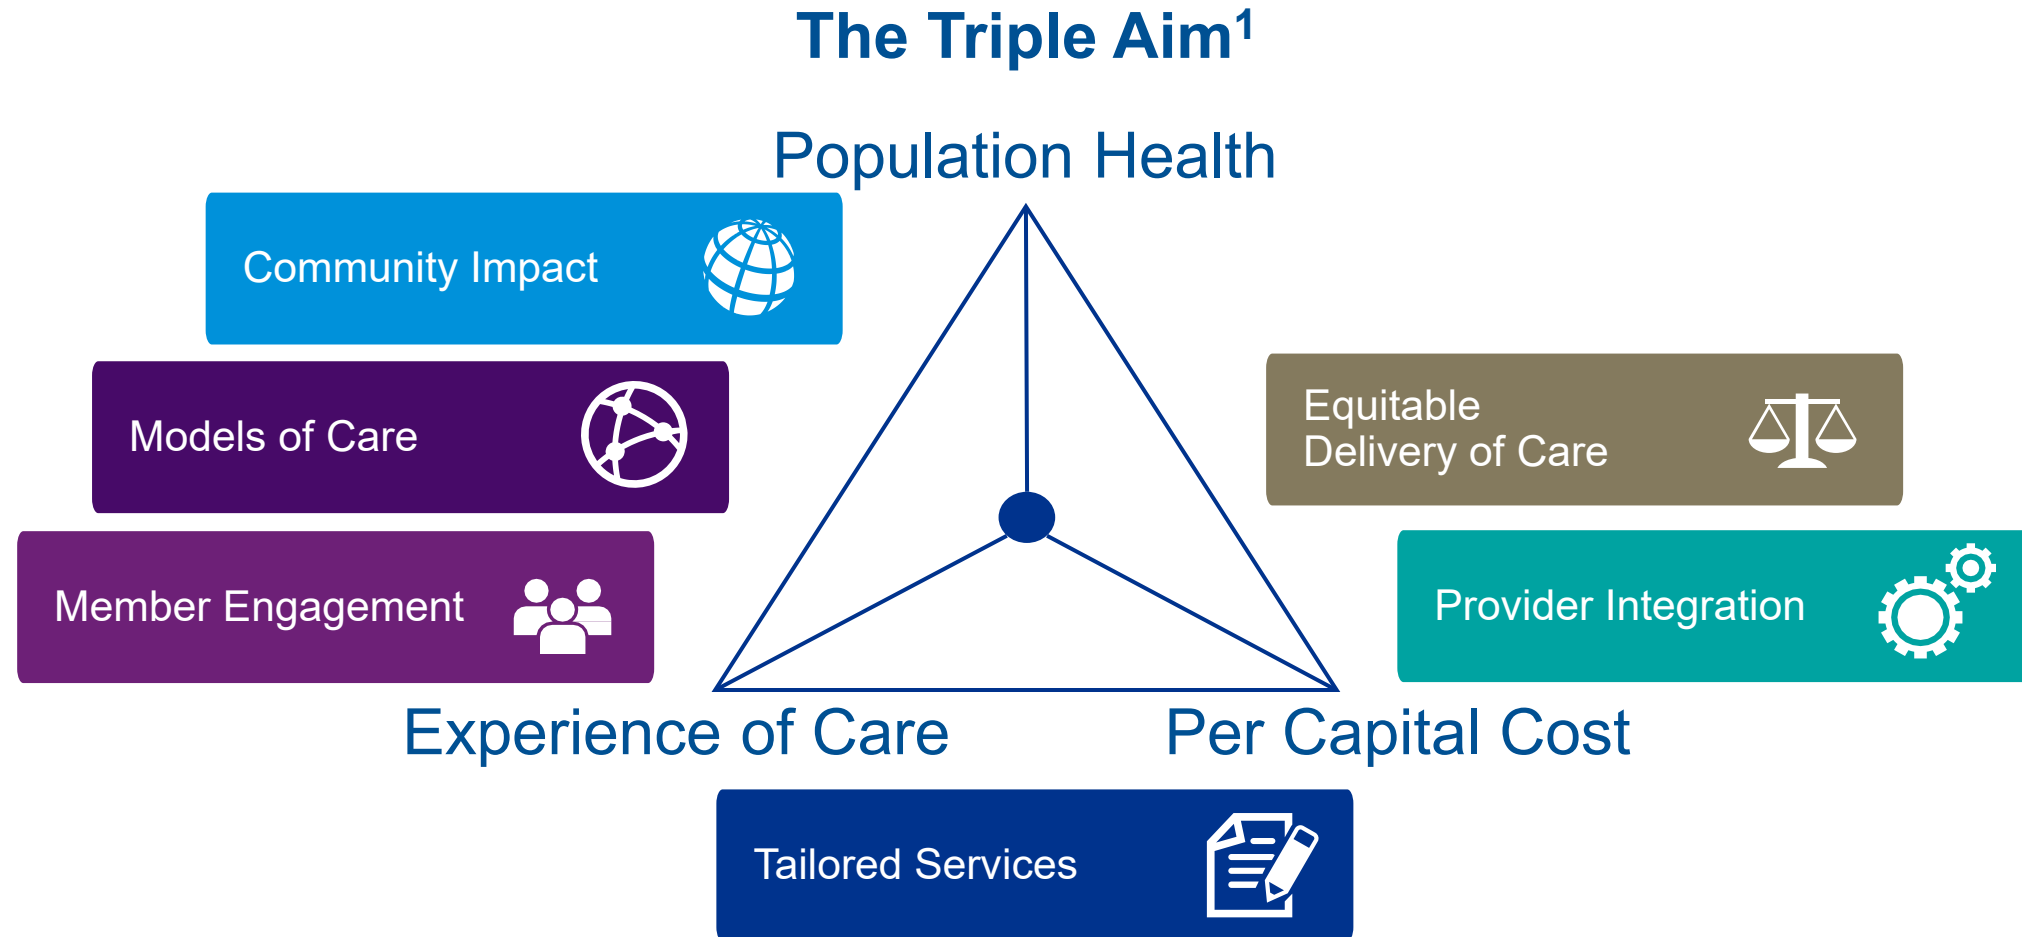 The Triple Aim¹
Population Health
Community Impact
Models of Care
Member Engagement
Equitable
Delivery of Care
Provider Integration
Experience of Care
Per Capital Cost
Tailored Services